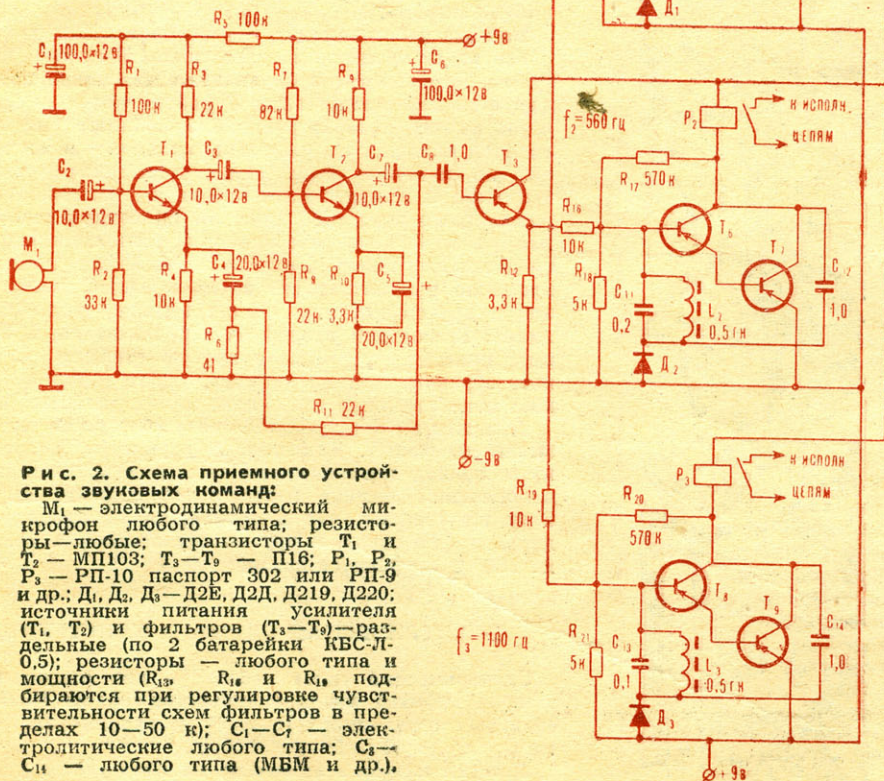 Д₁
R₅ 100к
+9в
C₁ 100,0×12в
R₁
100к
R₃
22к
R₇
82к
R₉
10к
C₆
100,0×12в
f₂=560 гц
P₂
К ИСПОЛН.
ЦЕПЯМ
C₂
10,0×12в
T₁
C₃
10,0×12в
T₂
C₇
10,0×12в
C₈ 1,0
T₃
R₁₇ 570к
R₁₆
10к
T₆
T₇
C₁₂
1,0
M₁
R₂
33к
R₄
10к
C₄ 20,0×12в
R₆
41
22к
R₁₀
3,3к
C₅
20,0×12в
R₁₂
3,3к
R₁₈
5к
C₁₁
0,2
L₂
0,5гн
Д₂
R₁₁ 22к
-9в
Рис. 2. Схема приемного устрой-
ства звуковых команд:
M₁ — электродинамический ми-
крофон любого типа; резисто-
ры—любые; транзисторы T₁ и
T₂ — МП103; T₃—T₉ — П16; P₁, P₂,
P₃ — РП-10 паспорт 302 или РП-9
и др.; Д₁, Д₂, Д₃—Д2Е, Д2Д, Д219, Д220;
источники питания усилителя
(T₁, T₂) и фильтров (T₃—T₉)—раз-
дельные (по 2 батарейки КБС-Л-
0,5); резисторы — любого типа и
мощности (R₁₃, R₁₆ и R₁₉ под-
бираются при регулировке чувст-
вительности схем фильтров в пре-
делах 10—50 к); C₁—C₇ — элек-
тролитические любого типа; C₈—
C₁₄ — любого типа (МБМ и др.).
P₃
К ИСПОЛН
ЦЕПЯМ
R₁₉
10к
R₂₀
570к
T₈
T₉
C₁₄
1,0
f₃=1100 гц
R₂₁
5к
C₁₃
0,1
L₃
0,5гн
Д₃
+9в